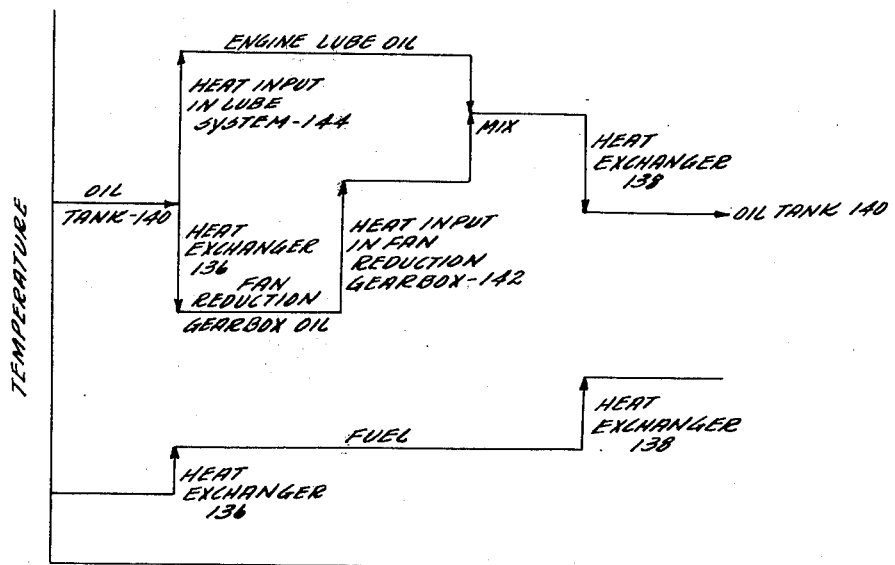 ENGINE LUBE OIL
HEAT INPUT
IN LUBE
SYSTEM-144
MIX
HEAT
EXCHANGER
138
OIL
TANK-140
OIL TANK 140
HEAT
EXCHANGER
136
HEAT INPUT
IN FAN
REDUCTION
GEARBOX-142
FAN
REDUCTION
GEARBOX OIL
TEMPERATURE
FUEL
HEAT
EXCHANGER
138
HEAT
EXCHANGER
136